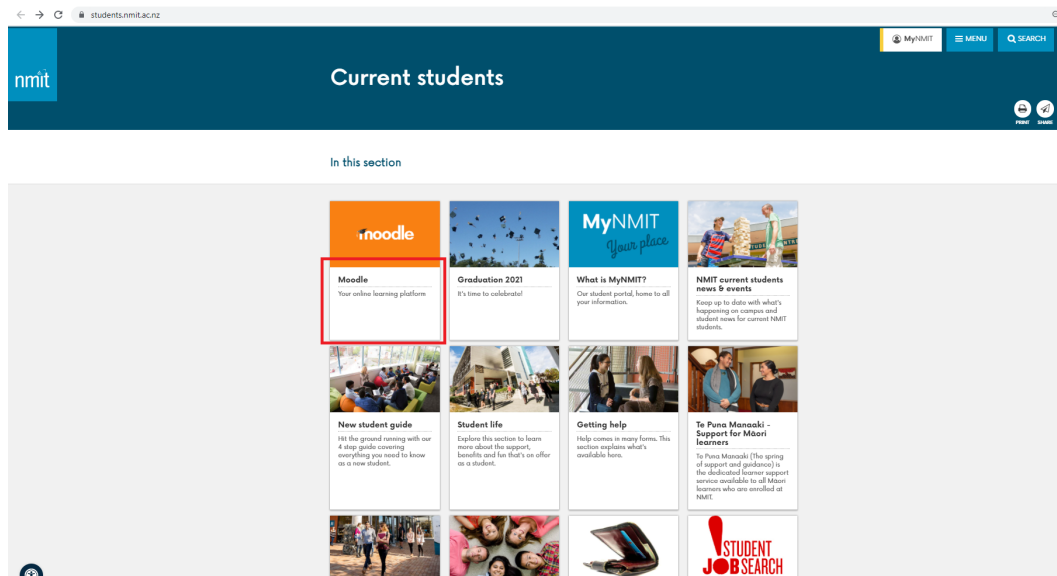 students.nmit.ac.nz
MyNMIT
MENU
SEARCH
nmit
Current students
PRINT
SHARE
In this section
moodle
Moodle
Your online learning platform
Graduation 2021
It's time to celebrate!
MyNMIT
Your place
What is MyNMIT?
Our student portal, home to all
your information.
NMIT current students
news & events
Keep up to date with what's
happening on campus and
student news for current NMIT
students.
New student guide
Hit the ground running with our
4 step guide covering
everything you need to know
as a new student.
Student life
Explore this section to learn
more about the support,
benefits and fun that's on offer
as a student.
Getting help
Help comes in many forms. This
section explains what's
available here.
Te Puna Manaaki -
Support for Māori
learners
Te Puna Manaaki (The spring
of support and guidance) is
the dedicated learner support
service available to all Māori
learners who are enrolled at
NMIT.
STUDENT
JOB SEARCH